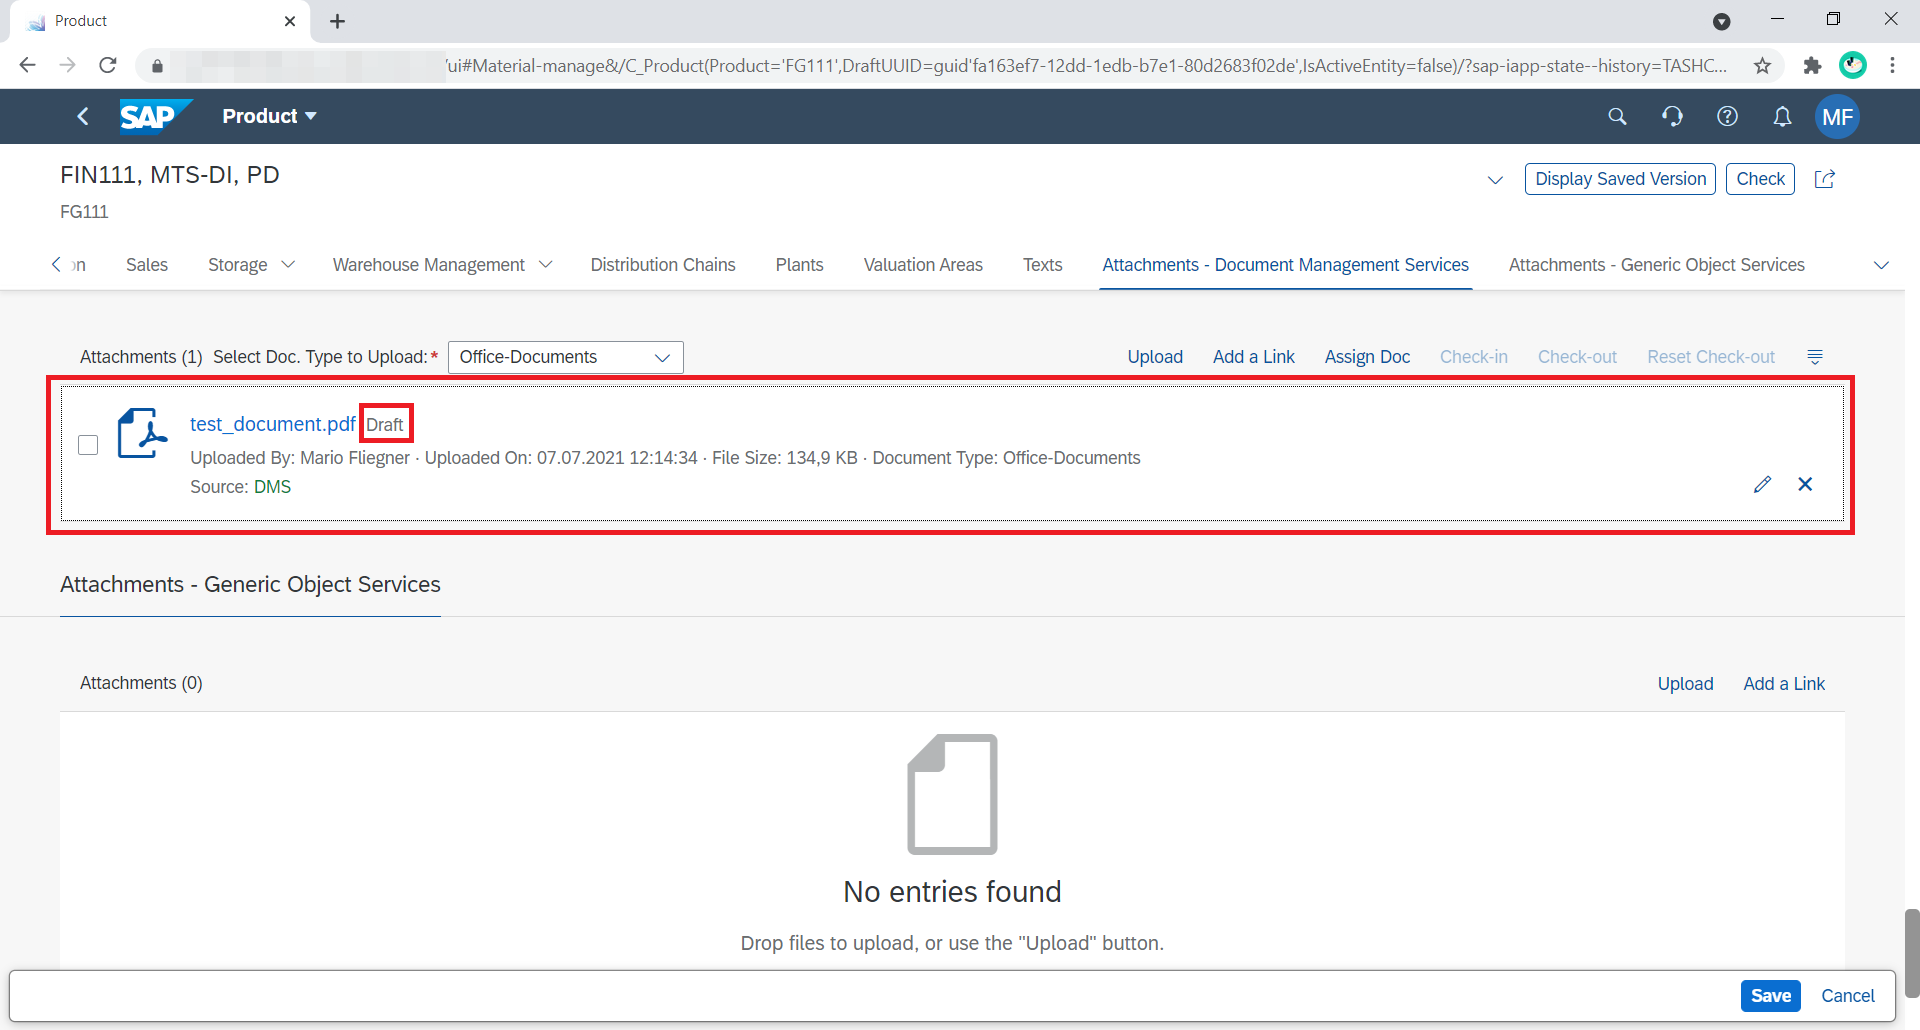 Product
ui#Material-manage&/C_Product(Product='FG111',DraftUUID=guid'fa163ef7-12dd-1edb-b7e1-80d2683f02de',IsActiveEntity=false)/?sap-iapp-state--history=TASHC...
SAP Product MF
FIN111, MTS-DI, PD
Display Saved Version Check
FG111
on Sales Storage Warehouse Management Distribution Chains Plants Valuation Areas Texts Attachments - Document Management Services Attachments - Generic Object Services
Attachments (1) Select Doc. Type to Upload:* Office-Documents Upload Add a Link Assign Doc Check-in Check-out Reset Check-out
test_document.pdf Draft
Uploaded By: Mario Fliegner · Uploaded On: 07.07.2021 12:14:34 · File Size: 134,9 KB · Document Type: Office-Documents
Source: DMS
Attachments - Generic Object Services
Attachments (0) Upload Add a Link
No entries found
Drop files to upload, or use the "Upload" button.
Save Cancel